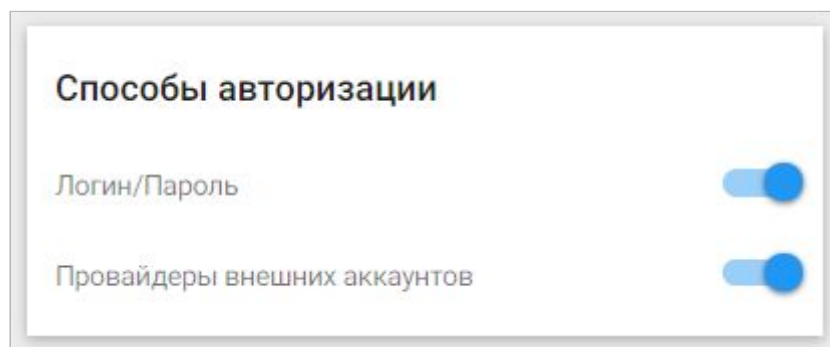 Способы авторизации
Логин/Пароль
Провайдеры внешних аккаунтов